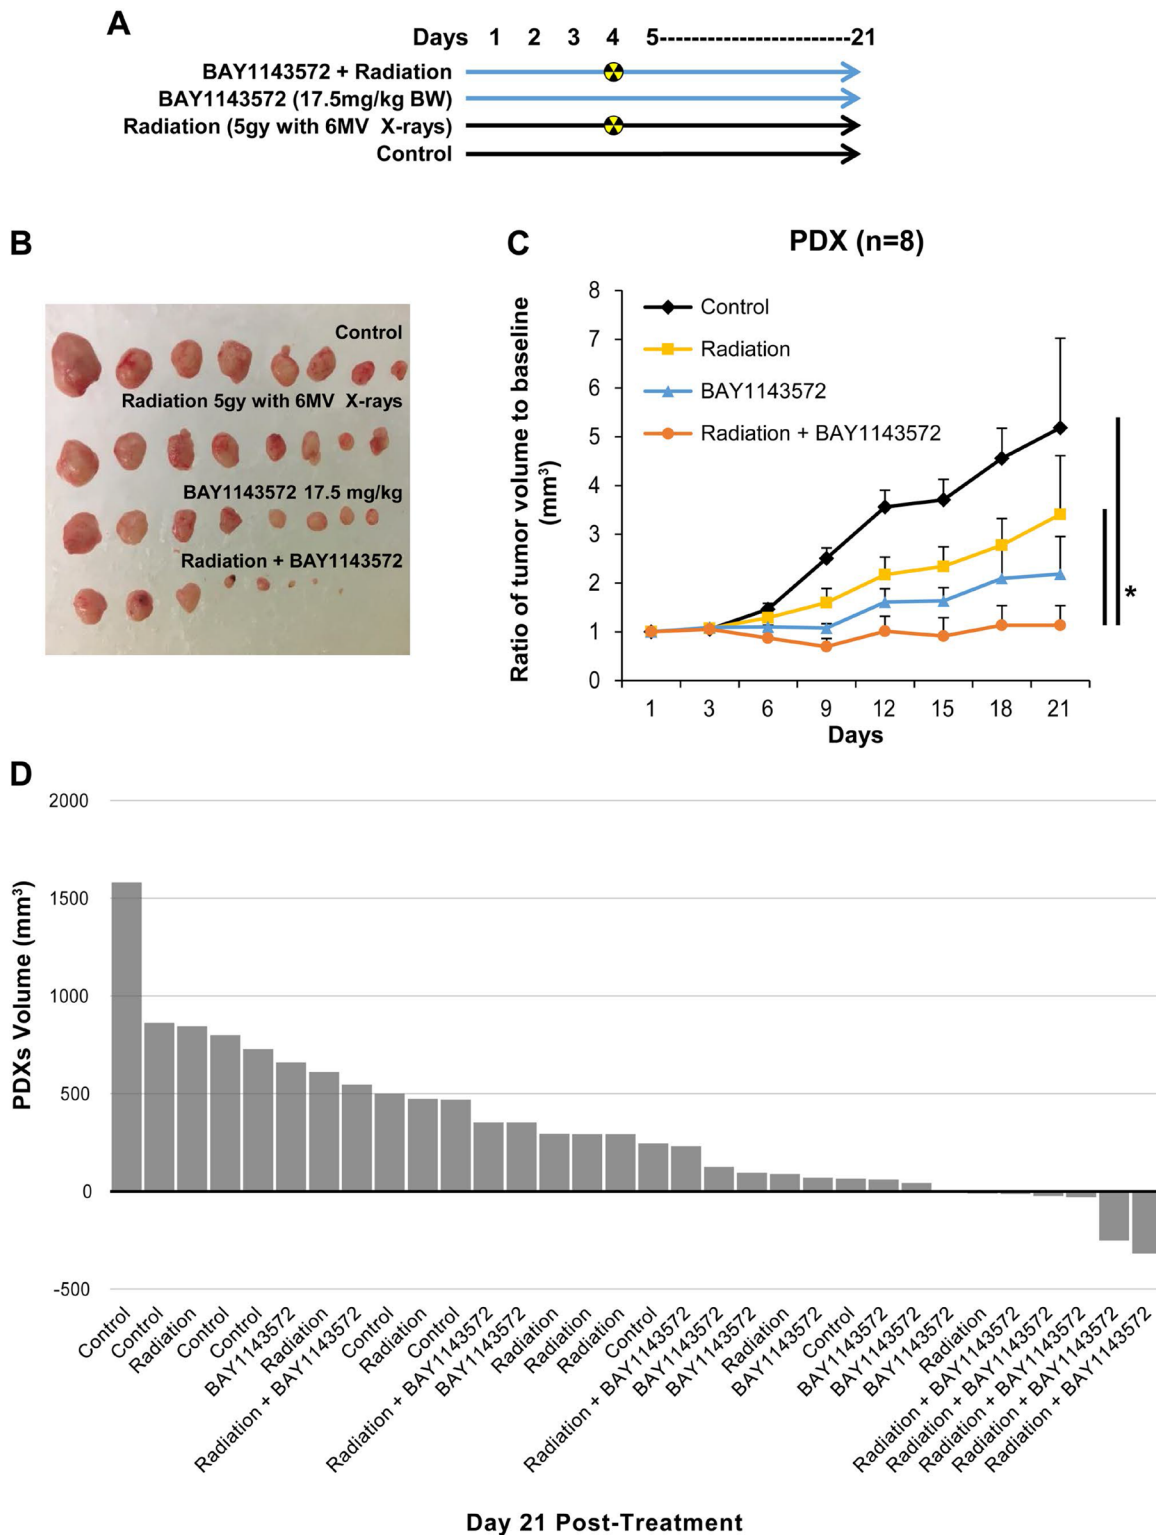 A
Days 1 2 3 4 5---------------------------21
BAY1143572 + Radiation
BAY1143572 (17.5mg/kg BW)
Radiation (5gy with 6MV X-rays)
Control
B
Control
Radiation 5gy with 6MV X-rays
BAY1143572 17.5 mg/kg
Radiation + BAY1143572
C
PDX (n=8)
Ratio of tumor volume to baseline
(mm³)
8
7
6
5
4
3
2
1
0
Control
Radiation
BAY1143572
Radiation + BAY1143572
*
1 3 6 9 12 15 18 21
Days
D
PDXs Volume (mm³)
2000
1500
1000
500
0
-500
Control
Control
Radiation
Control
Control
BAY1143572
Radiation
Radiation + BAY1143572
Control
Radiation
Control
Radiation + BAY1143572
BAY1143572
Radiation
Radiation
Radiation
Control
Radiation + BAY1143572
BAY1143572
BAY1143572
Radiation
BAY1143572
Control
BAY1143572
BAY1143572
BAY1143572
Radiation
Radiation + BAY1143572
Radiation + BAY1143572
Radiation + BAY1143572
Radiation + BAY1143572
Radiation + BAY1143572
Day 21 Post-Treatment